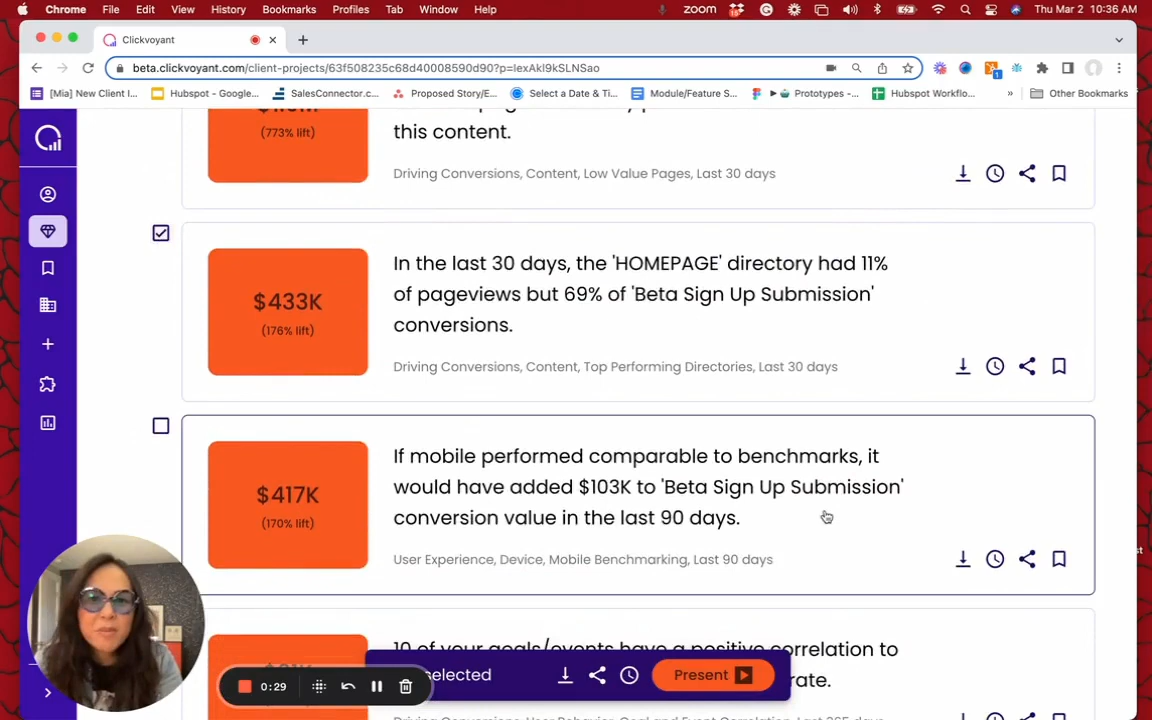 Chrome File Edit View History Bookmarks Profiles Tab Window Help zoom Thu Mar 2 10:36 AM
Clickvoyant
beta.clickvoyant.com/client-projects/63f508235c68d40008590d90?p=lexAkl9kSLNSao
[Mia] New Client I... Hubspot - Google... SalesConnector.c... Proposed Story/E... Select a Date & Ti... Module/Feature S... Prototypes -... Hubspot Workflo... » Other Bookmarks
(773% lift)
this content.
Driving Conversions, Content, Low Value Pages, Last 30 days
$433K
(176% lift)
In the last 30 days, the 'HOMEPAGE' directory had 11%
of pageviews but 69% of 'Beta Sign Up Submission'
conversions.
Driving Conversions, Content, Top Performing Directories, Last 30 days
$417K
(170% lift)
If mobile performed comparable to benchmarks, it
would have added $103K to 'Beta Sign Up Submission'
conversion value in the last 90 days.
User Experience, Device, Mobile Benchmarking, Last 90 days
10 of your goals/events have a positive correlation to
rate.
selected
Present
0:29